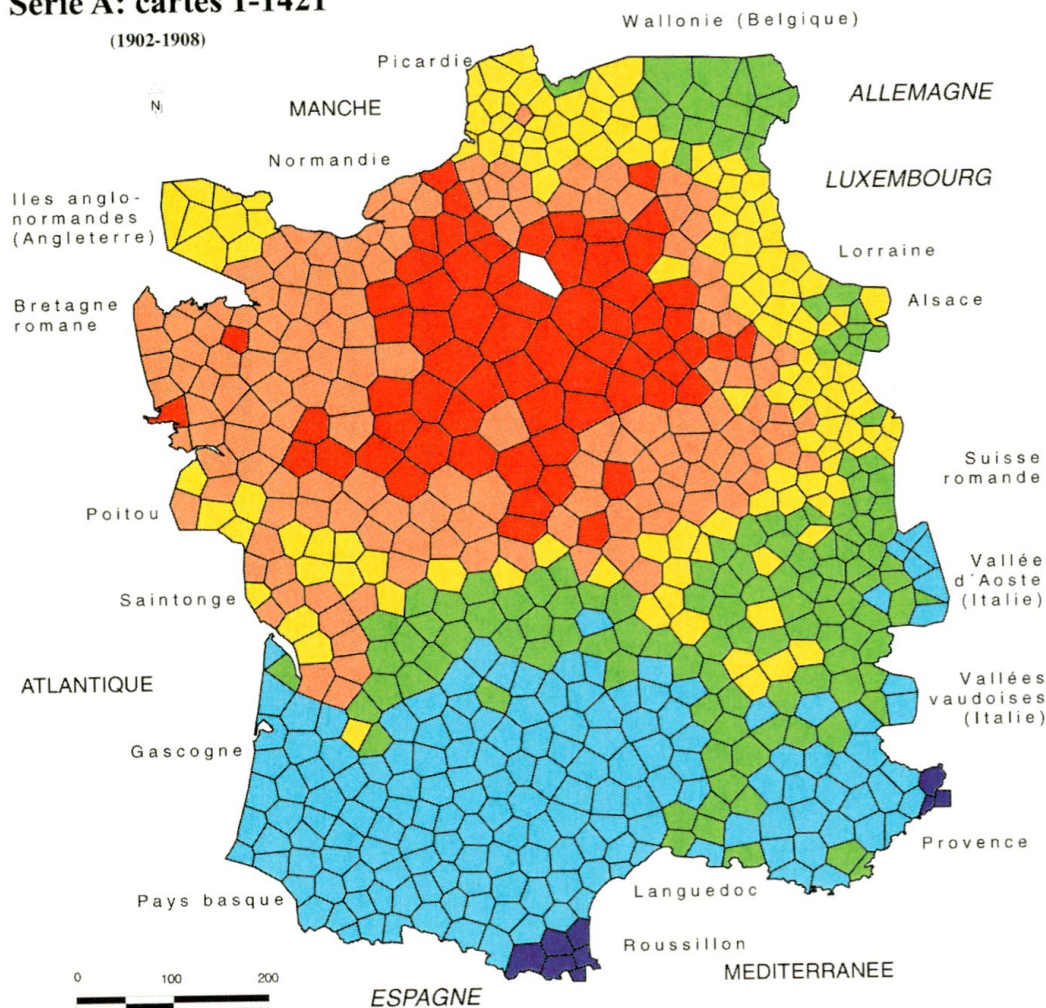 Série A: cartes 1-1421
(1902-1908)
Wallonie (Belgique)
Picardie
ALLEMAGNE
N
MANCHE
Normandie
LUXEMBOURG
Iles anglo-
normandes
(Angleterre)
Lorraine
Bretagne
romane
Alsace
Suisse
romande
Poitou
Vallée
d'Aoste
(Italie)
Saintonge
ATLANTIQUE
Vallées
vaudoises
(Italie)
Gascogne
Provence
Pays basque
Languedoc
Roussillon
MEDITERRANEE
0 100 200
ESPAGNE